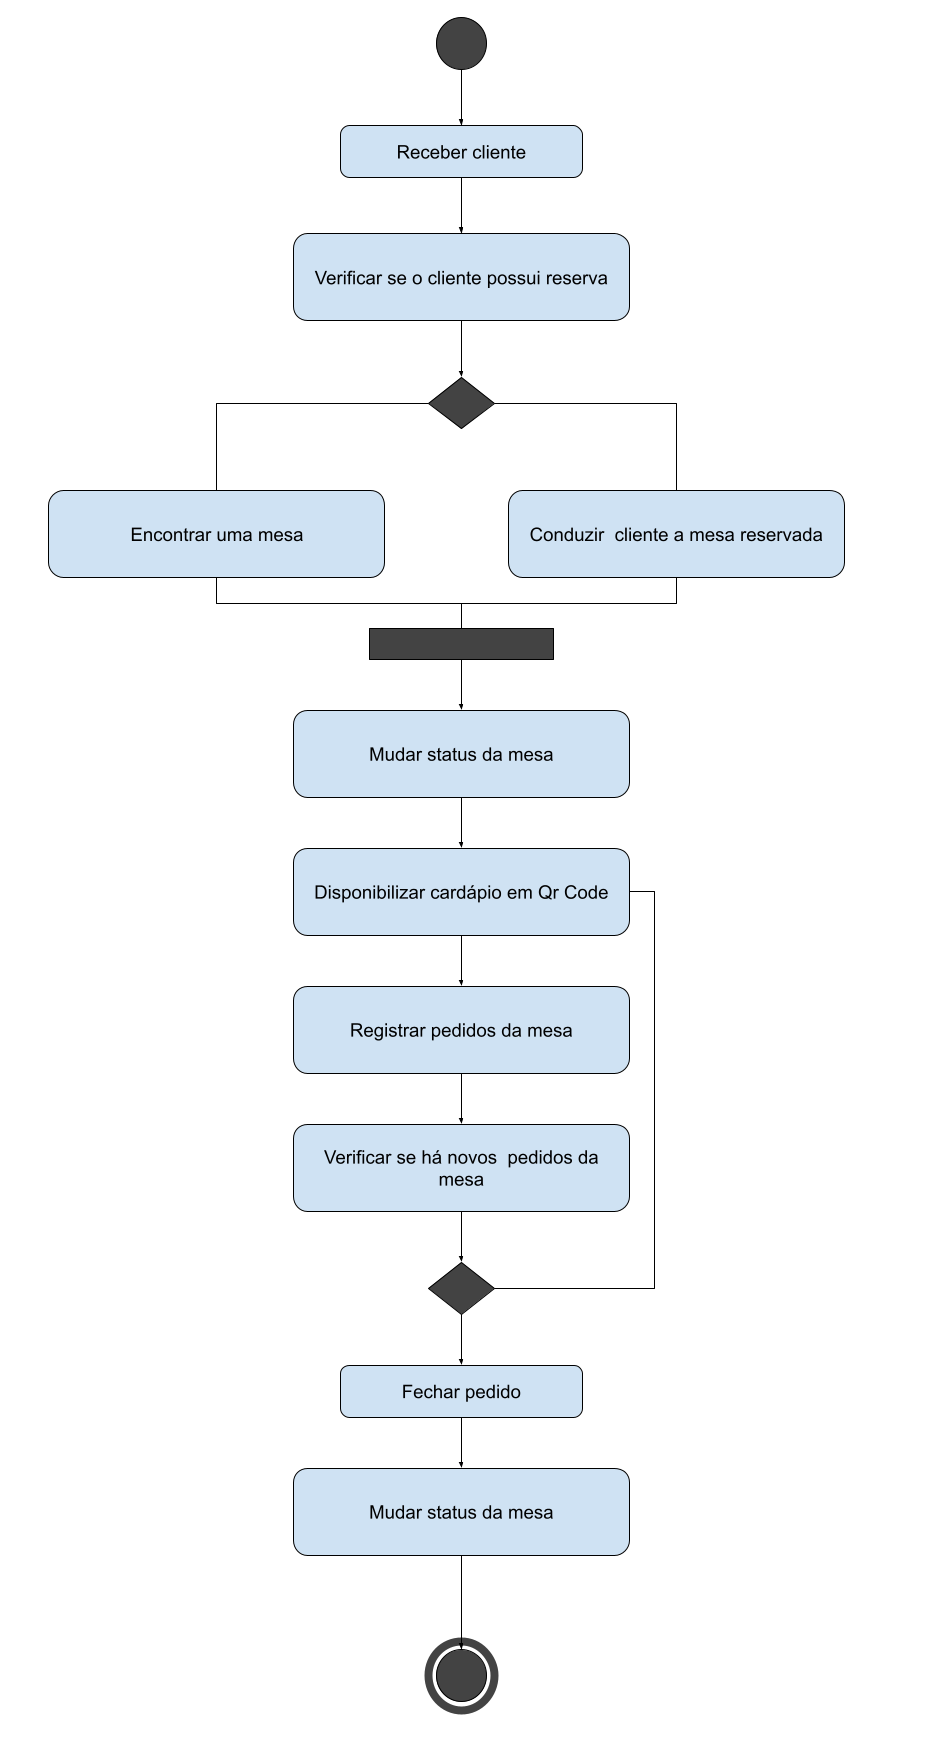 Receber cliente
Verificar se o cliente possui reserva
Encontrar uma mesa
Conduzir  cliente a mesa reservada
Mudar status da mesa
Disponibilizar cardápio em Qr Code
Registrar pedidos da mesa
Verificar se há novos  pedidos da
mesa
Fechar pedido
Mudar status da mesa